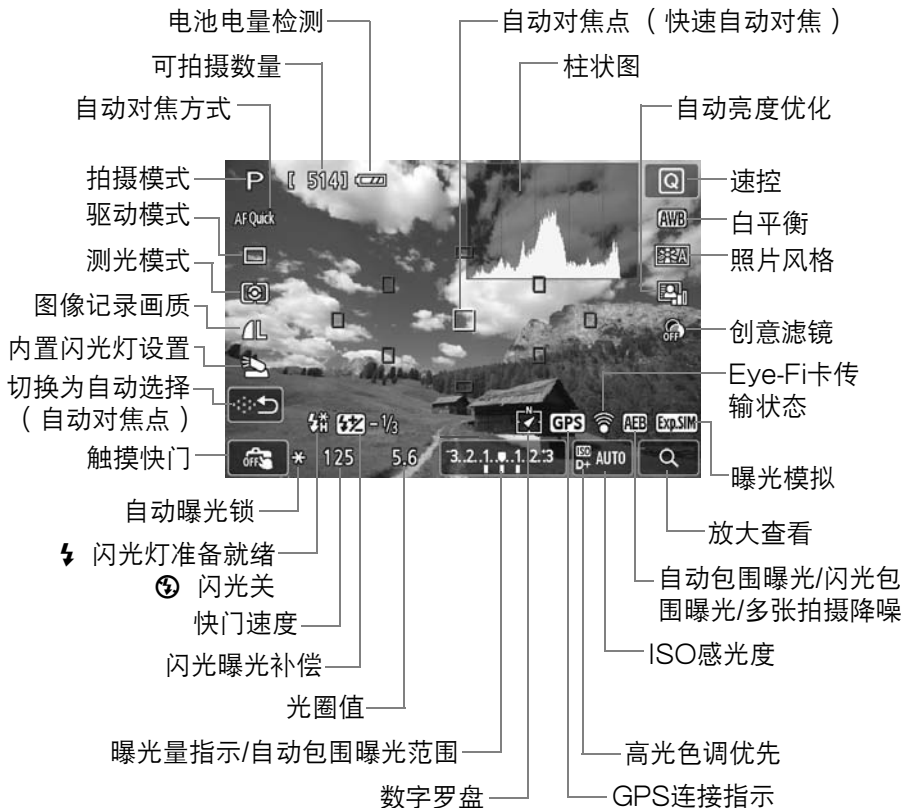 电池电量检测
自动对焦点（快速自动对焦）
可拍摄数量
柱状图
自动对焦方式
自动亮度优化
拍摄模式
P [ 514]
Q
速控
AF Quick
AWB
白平衡
驱动模式
A
照片风格
测光模式
图像记录画质
L
OFF
创意滤镜
内置闪光灯设置
Eye-Fi卡传
输状态
切换为自动选择
（自动对焦点）
H -1/3
N GPS AEB Exp.SIM
触摸快门
OFF * 125 5.6 -3..2..1..0..1..2.:3 ISO D+ AUTO
曝光模拟
自动曝光锁
放大查看
闪光灯准备就绪
闪光关
自动包围曝光/闪光包
围曝光/多张拍摄降噪
快门速度
闪光曝光补偿
ISO感光度
光圈值
曝光量指示/自动包围曝光范围
高光色调优先
数字罗盘
GPS连接指示